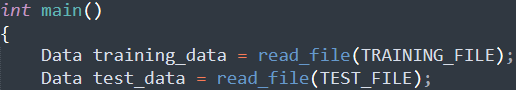 int main()
{
    Data training_data = read_file(TRAINING_FILE);
    Data test_data = read_file(TEST_FILE);